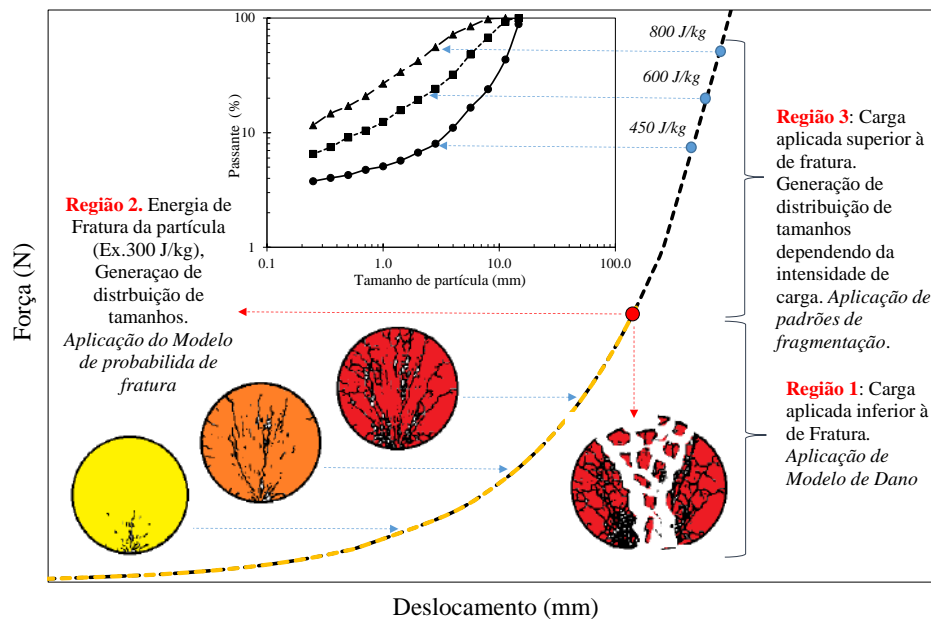 100
10
1
0.1
1.0
10.0
100.0
Passante (%)
Tamanho de partícula (mm)
800 J/kg
600 J/kg
450 J/kg
Região 2. Energia de
Fratura da partícula
(Ex.300 J/kg),
Generaçao de
distrbuição de
tamanhos.
Aplicação do Modelo
de probabilida de
fratura
Região 3: Carga
aplicada superior à
de fratura.
Generação de
distribuição de
tamanhos
dependendo da
intensidade de
carga. Aplicação de
padrões de
fragmentação.
Região 1: Carga
aplicada inferior à
de Fratura.
Aplicação de
Modelo de Dano
Força (N)
Deslocamento (mm)